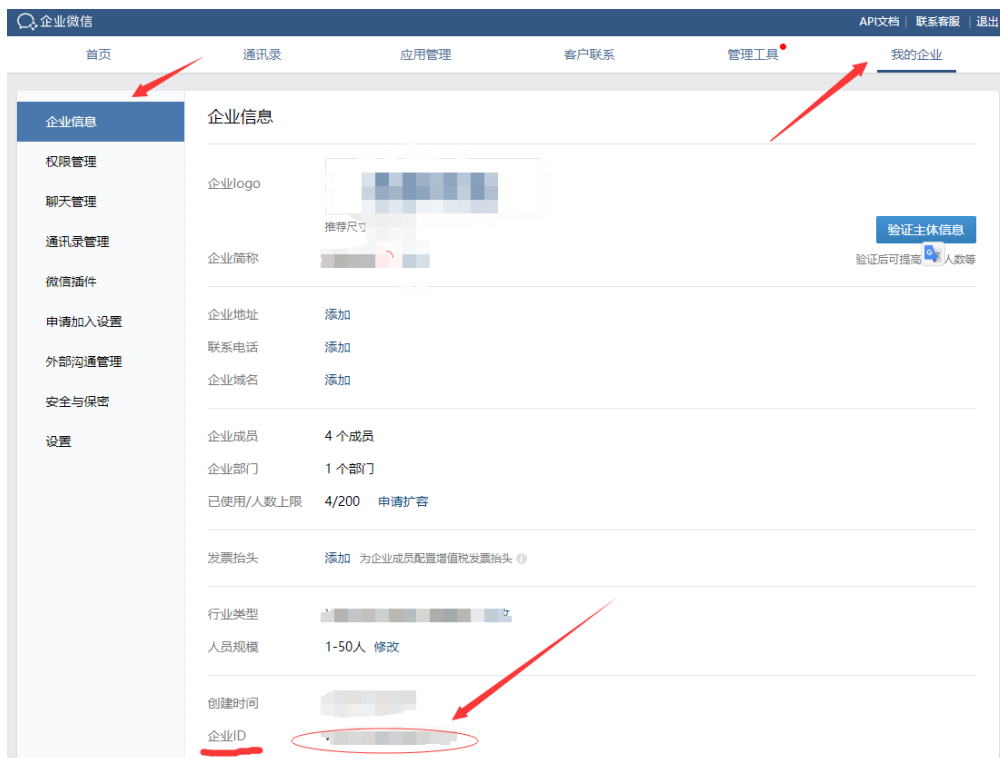 企业微信 API文档 | 联系客服 | 退出
首页 通讯录 应用管理 客户联系 管理工具 我的企业
企业信息
权限管理
聊天管理
通讯录管理
微信插件
申请加入设置
外部沟通管理
安全与保密
设置
企业信息
企业logo
推荐尺寸
验证主体信息
企业简称
验证后可提高 人数等
企业地址 添加
联系电话 添加
企业域名 添加
企业成员 4 个成员
企业部门 1 个部门
已使用/人数上限 4/200 申请扩容
发票抬头 添加 为企业成员配置增值税发票抬头
行业类型
人员规模 1-50人 修改
创建时间
企业ID